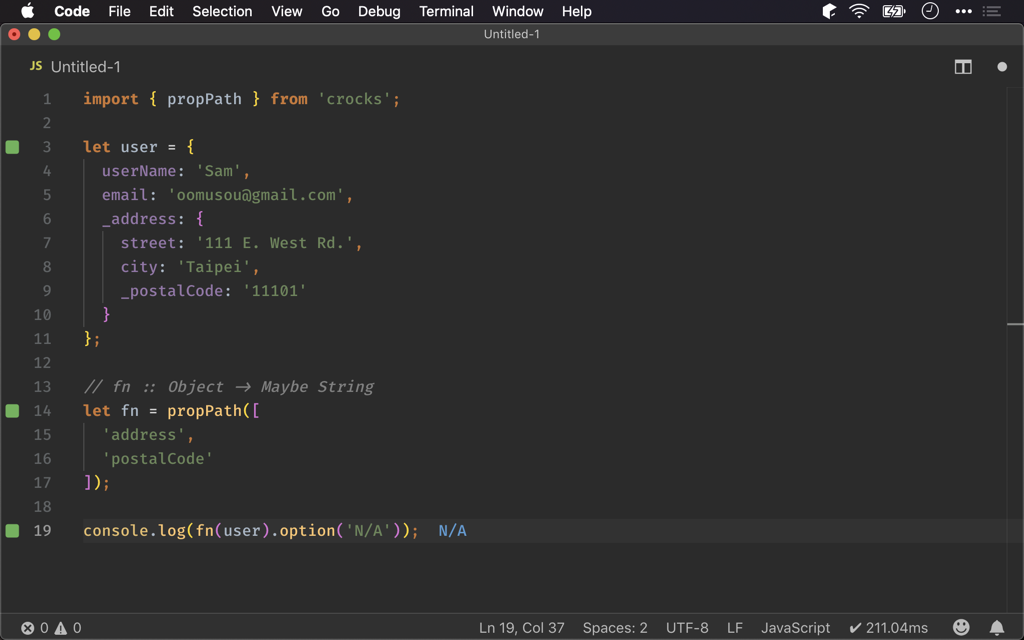 Code File Edit Selection View Go Debug Terminal Window Help
Untitled-1
JS Untitled-1
1 import { propPath } from 'crocks';
2
3 let user = {
4 userName: 'Sam',
5 email: 'oomusou@gmail.com',
6 _address: {
7 street: '111 E. West Rd.',
8 city: 'Taipei',
9 _postalCode: '11101'
10 }
11 };
12
13 // fn :: Object -> Maybe String
14 let fn = propPath([
15 'address',
16 'postalCode'
17 ]);
18
19 console.log(fn(user).option('N/A')); N/A
0 0 Ln 19, Col 37 Spaces: 2 UTF-8 LF JavaScript ✔ 211.04ms